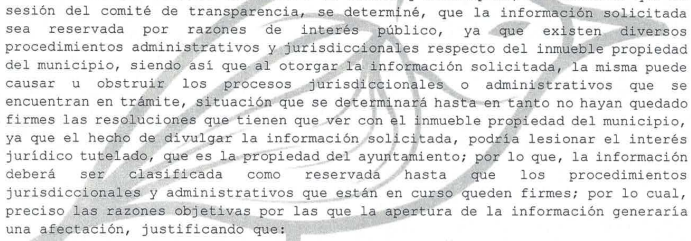 sesión del comité de transparencia, se determiné, que la información solicitada
sea reservada por razones de interés público, ya que existen diversos
procedimientos administrativos y jurisdiccionales respecto del inmueble propiedad
del municipio, siendo así que al otorgar la información solicitada, la misma puede
causar u obstruir los procesos jurisdiccionales o administrativos que se
encuentran en trámite, situación que se determinará hasta en tanto no hayan quedado
firmes las resoluciones que tienen que ver con el inmueble propiedad del municipio,
ya que el hecho de divulgar la información solicitada, podría lesionar el interés
jurídico tutelado, que es la propiedad del ayuntamiento; por lo que, la información
deberá ser clasificada como reservada hasta que los procedimientos
jurisdiccionales y administrativos que están en curso queden firmes; por lo cual,
preciso las razones objetivas por las que la apertura de la información generaría
una afectación, justificando que: